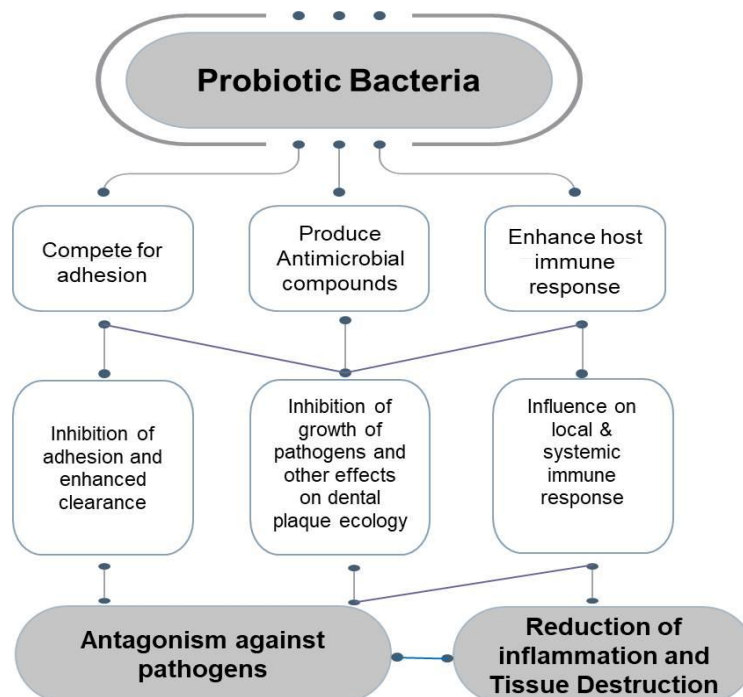 Probiotic Bacteria
Compete for
adhesion
Produce
Antimicrobial
compounds
Enhance host
immune
response
Inhibition of
adhesion and
enhanced
clearance
Inhibition of
growth of
pathogens and
other effects
on dental
plaque ecology
Influence on
local &
systemic
immune
response
Antagonism against
pathogens
Reduction of
inflammation and
Tissue Destruction